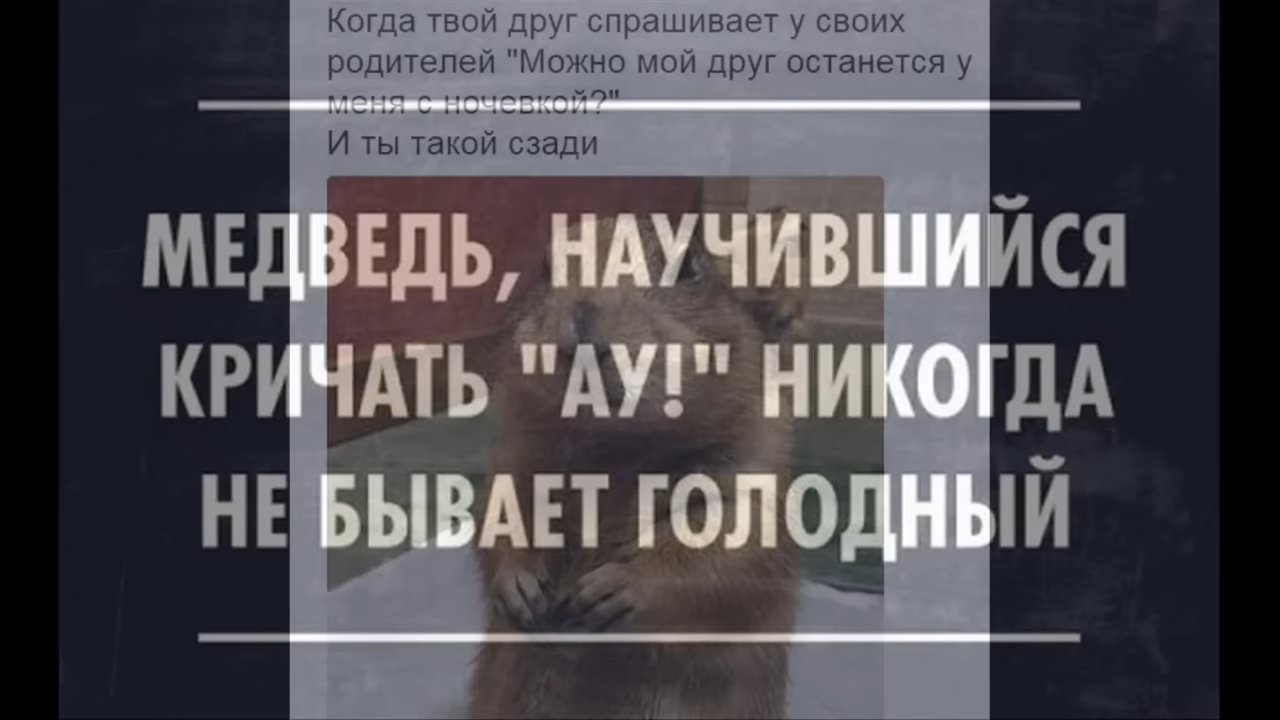 Когда твой друг спрашивает у своих
родителей "Можно мой друг останется у
меня с ночевкой?"
И ты такой сзади
МЕДВЕДЬ, НАУЧИВШИЙСЯ
КРИЧАТЬ "АУ!" НИКОГДА
НЕ БЫВАЕТ ГОЛОДНЫЙ